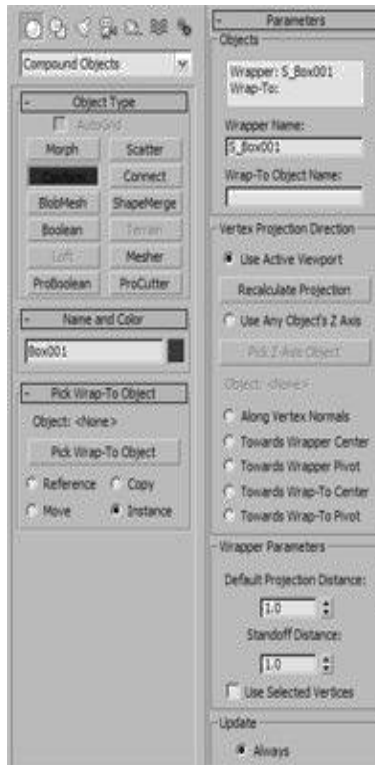 Compound Objects
- Object Type
AutoGrid
Morph Scatter
Conform Connect
BlobMesh ShapeMerge
Boolean Terrain
Loft Mesher
ProBoolean ProCutter
- Name and Color
Box001
- Pick Wrap-To Object
Object: <None>
Pick Wrap-To Object
Reference Copy
Move Instance
- Parameters
Objects
Wrapper: S_Box001
Wrap-To:
Wrapper Name:
S_Box001
Wrap-To Object Name:
Vertex Projection Direction
Use Active Viewport
Recalculate Projection
Use Any Object's Z Axis
Pick Z-Axis Object
Object: <None>
Along Vertex Normals
Towards Wrapper Center
Towards Wrapper Pivot
Towards Wrap-To Center
Towards Wrap-To Pivot
Wrapper Parameters
Default Projection Distance:
1.0
Standoff Distance:
1.0
Use Selected Vertices
Update
Always